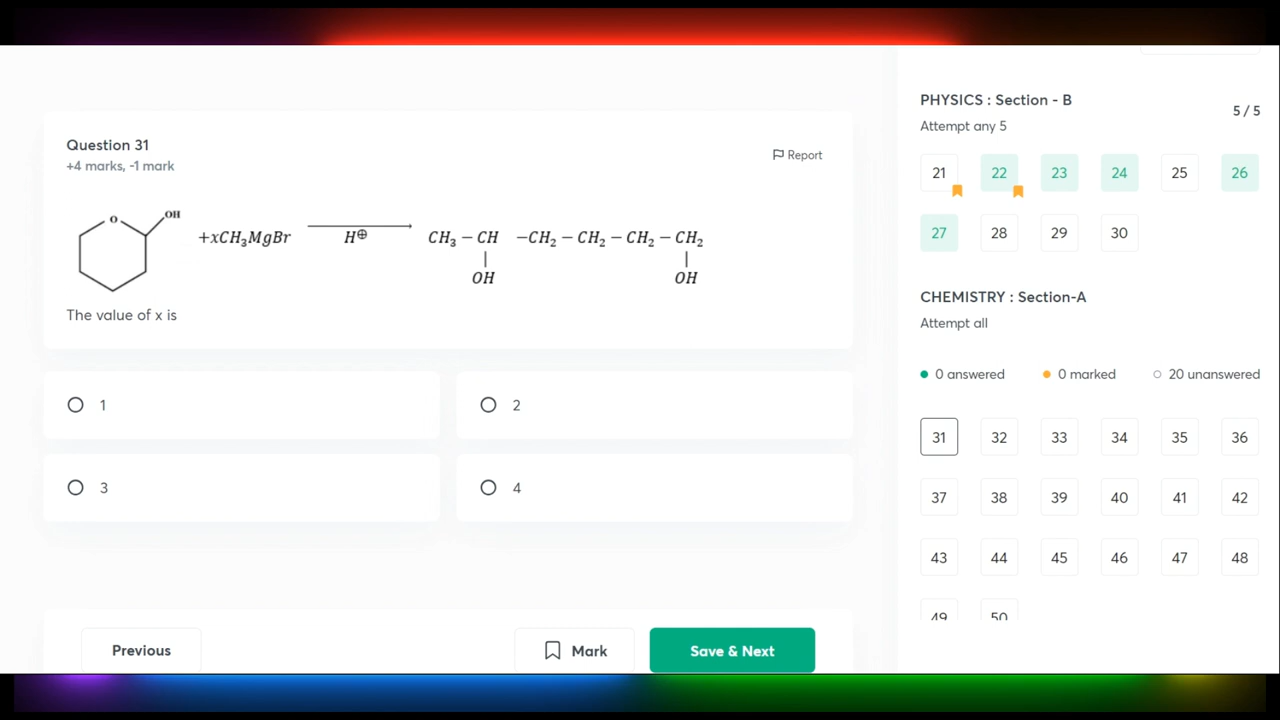 Question 31
+4 marks, -1 mark
Report
O
OH
+xCH₃MgBr
H⊕
CH₃ – CH –CH₂ – CH₂ – CH₂ – CH₂
|
|
OH
OH
The value of x is
1
2
3
4
Previous
Mark
Save & Next
PHYSICS : Section - B
5 / 5
Attempt any 5
21 22 23 24 25 26
27 28 29 30
CHEMISTRY : Section-A
Attempt all
0 answered 0 marked 20 unanswered
31 32 33 34 35 36
37 38 39 40 41 42
43 44 45 46 47 48
49 50